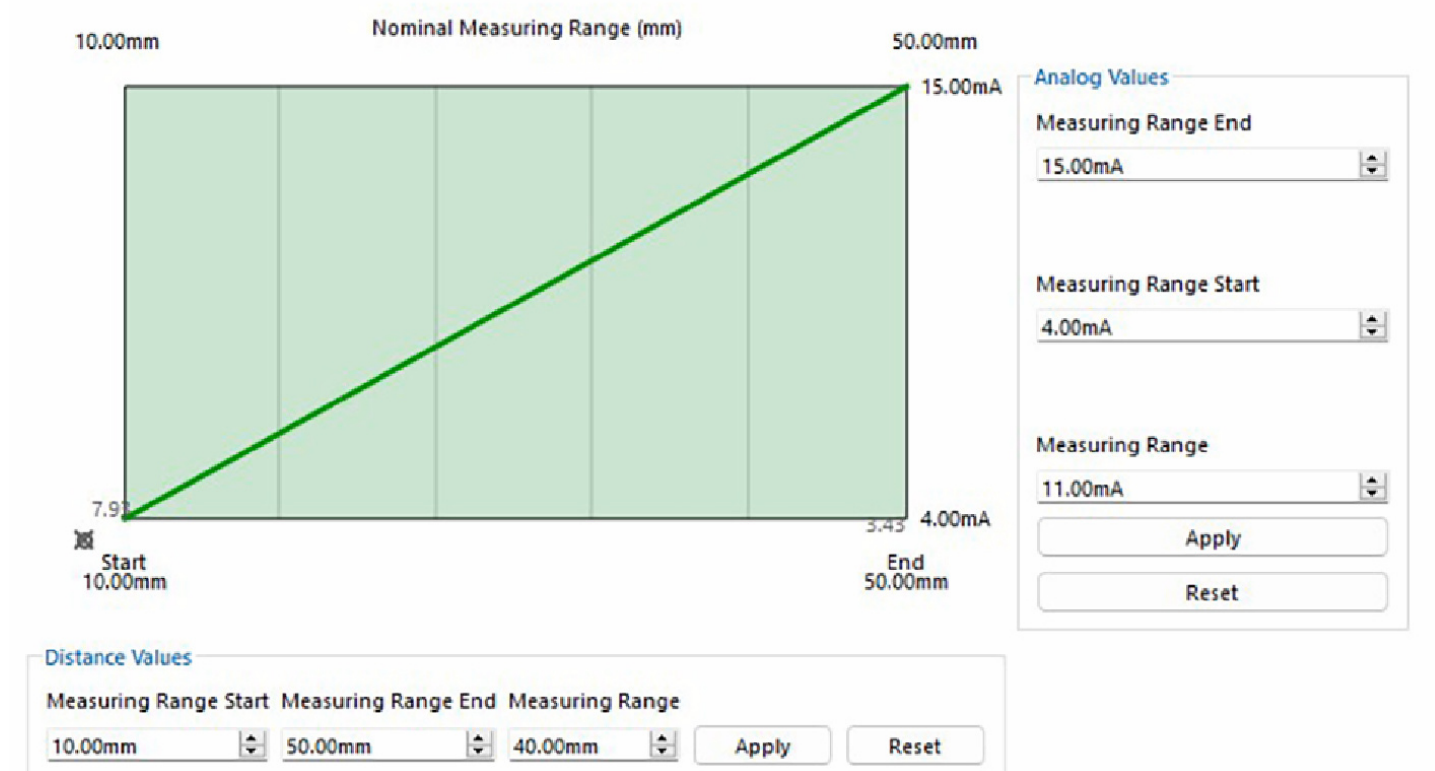 Nominal Measuring Range (mm)
10.00mm
50.00mm
15.00mA
3.43
4.00mA
Start
10.00mm
End
50.00mm
Analog Values
Measuring Range End
15.00mA
Measuring Range Start
4.00mA
Measuring Range
11.00mA
Apply
Reset
Distance Values
Measuring Range Start Measuring Range End Measuring Range
10.00mm 50.00mm 40.00mm Apply Reset